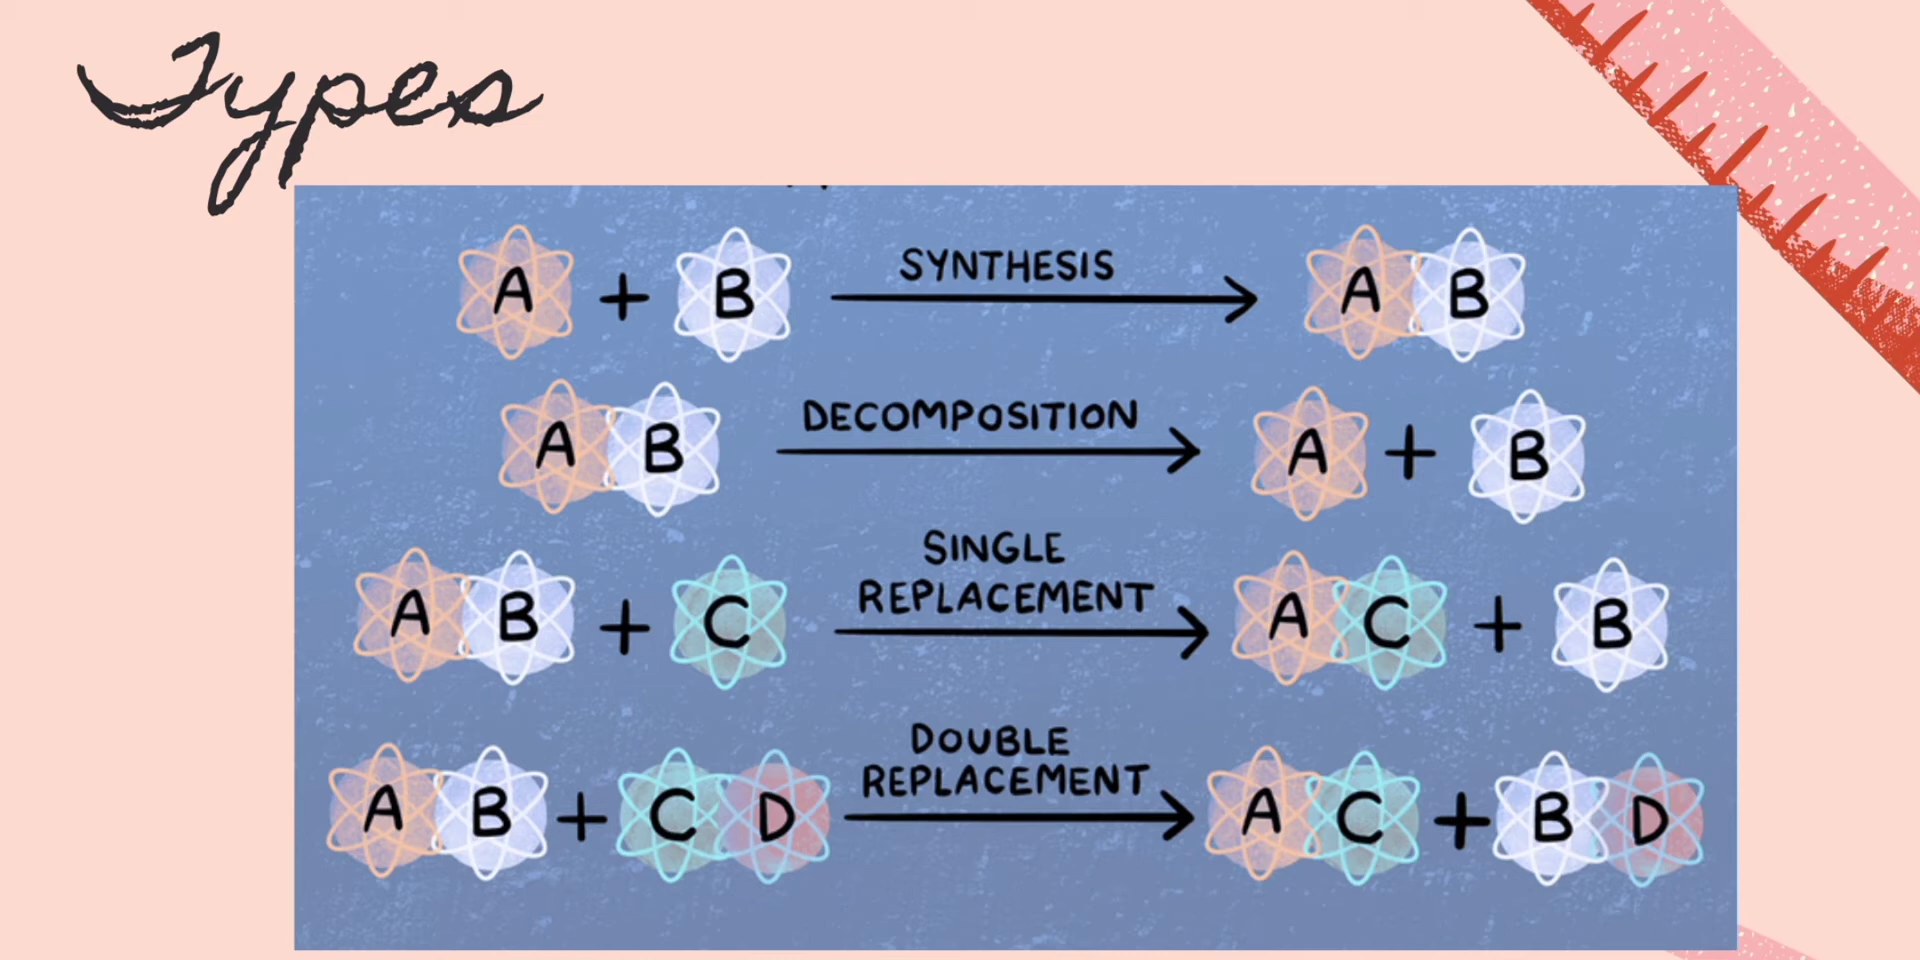 Types
A + B SYNTHESIS AB
AB DECOMPOSITION A + B
SINGLE
REPLACEMENT
AB + C AC + B
DOUBLE
REPLACEMENT
AB + CD AC + BD